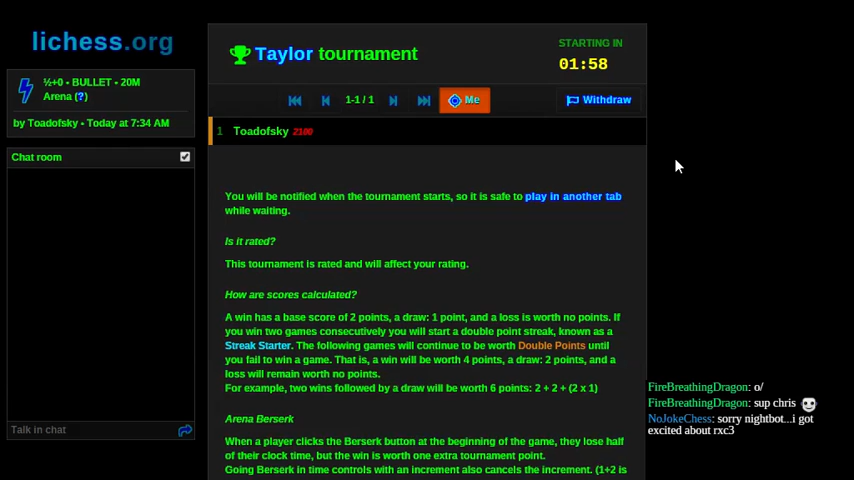 lichess.org
½+0 • BULLET • 20M
Arena (?)
by Toadofsky • Today at 7:34 AM
Chat room
Talk in chat
Taylor tournament
STARTING IN
01:58
1-1 / 1
Me
Withdraw
1 Toadofsky 2100
You will be notified when the tournament starts, so it is safe to play in another tab
while waiting.
Is it rated?
This tournament is rated and will affect your rating.
How are scores calculated?
A win has a base score of 2 points, a draw: 1 point, and a loss is worth no points. If
you win two games consecutively you will start a double point streak, known as a
Streak Starter. The following games will continue to be worth Double Points until
you fail to win a game. That is, a win will be worth 4 points, a draw: 2 points, and a
loss will remain worth no points.
For example, two wins followed by a draw will be worth 6 points: 2 + 2 + (2 x 1)
Arena Berserk
When a player clicks the Berserk button at the beginning of the game, they lose half
of their clock time, but the win is worth one extra tournament point.
Going Berserk in time controls with an increment also cancels the increment. (1+2 is
FireBreathingDragon: o/
FireBreathingDragon: sup chris
NoJokeChess: sorry nightbot...i got
excited about rxc3